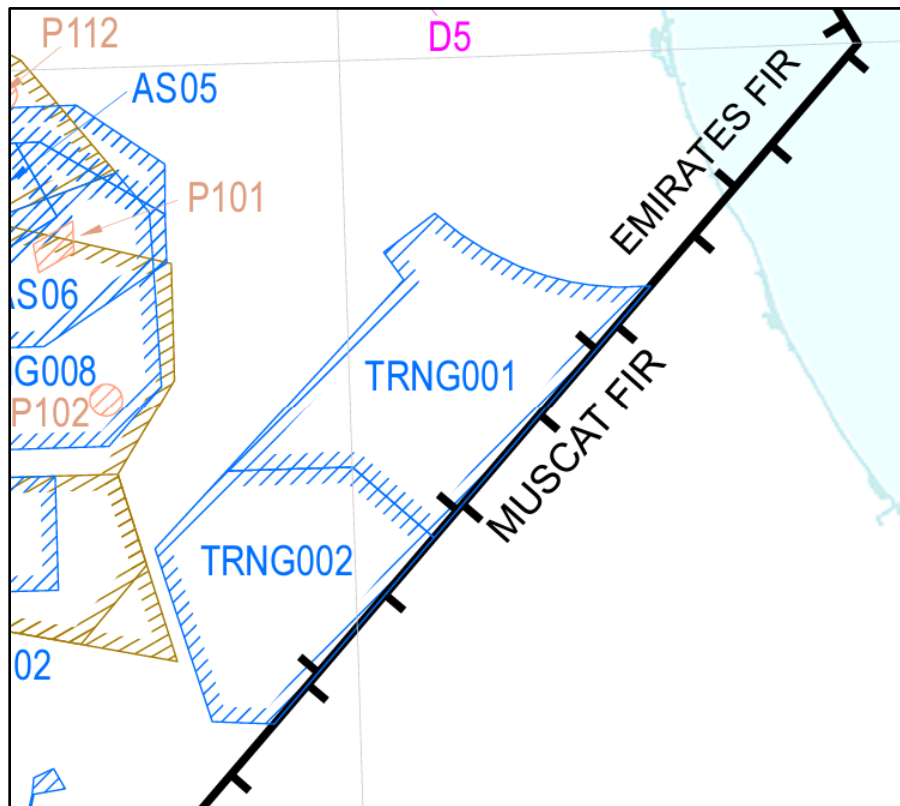 P112
D5
AS05
EMIRATES FIR
P101
AS06
G008
TRNG001
P102
MUSCAT FIR
TRNG002
02